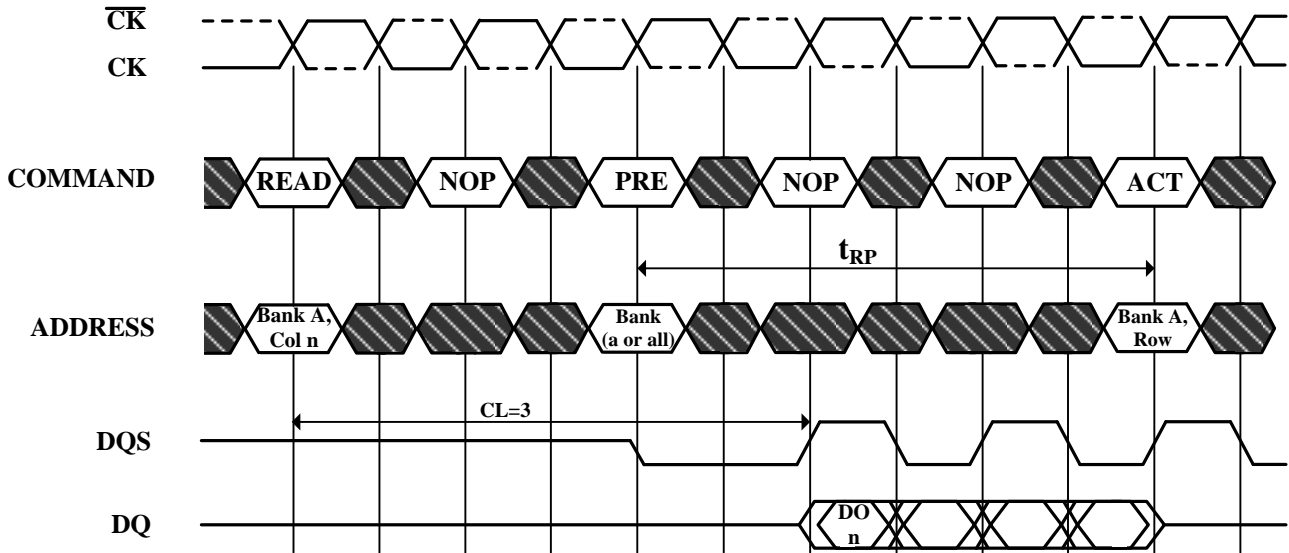 CK
CK
COMMAND
READ
NOP
PRE
NOP
NOP
ACT
tRP
ADDRESS
Bank A,
Col n
Bank
(a or all)
Bank A,
Row
CL=3
DQS
DQ
DO
n